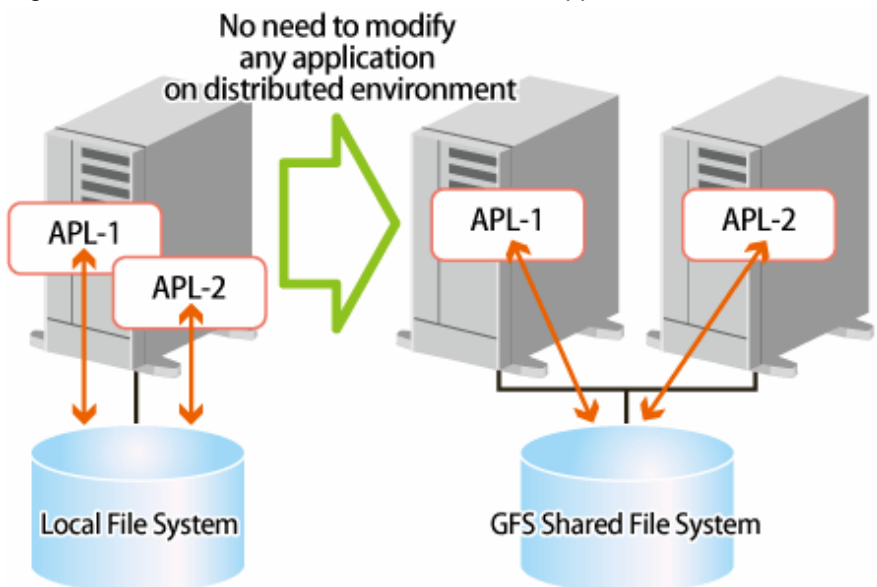 No need to modify
any application
on distributed environment
APL-1
APL-2
APL-1
APL-2
Local File System
GFS Shared File System